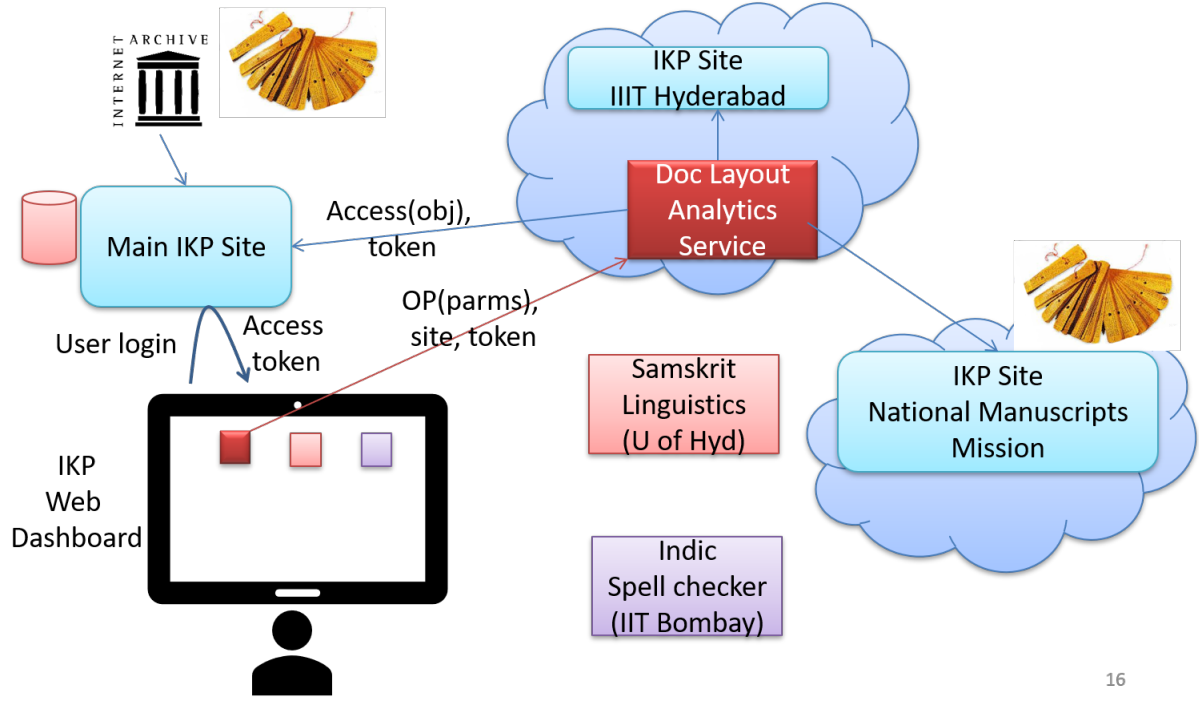 INTERNET
ARCHIVE
IKP Site
IIIT Hyderabad
Doc Layout
Analytics
Service
Main IKP Site
Access(obj),
token
OP(parms),
site, token
User login
Access
token
Samskrit
Linguistics
(U of Hyd)
IKP Site
National Manuscripts
Mission
IKP
Web
Dashboard
Indic
Spell checker
(IIT Bombay)
16